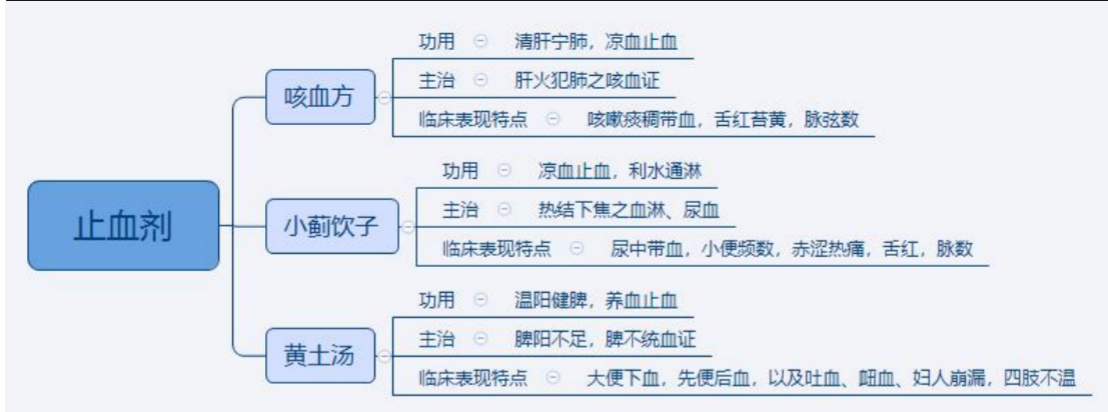 止血剂
咳血方
功用 清肝宁肺，凉血止血
主治 肝火犯肺之咳血证
临床表现特点 咳嗽痰稠带血，舌红苔黄，脉弦数
小蓟饮子
功用 凉血止血，利水通淋
主治 热结下焦之血淋、尿血
临床表现特点 尿中带血，小便频数，赤涩热痛，舌红，脉数
黄土汤
功用 温阳健脾，养血止血
主治 脾阳不足，脾不统血证
临床表现特点 大便下血，先便后血，以及吐血、衄血、妇人崩漏，四肢不温